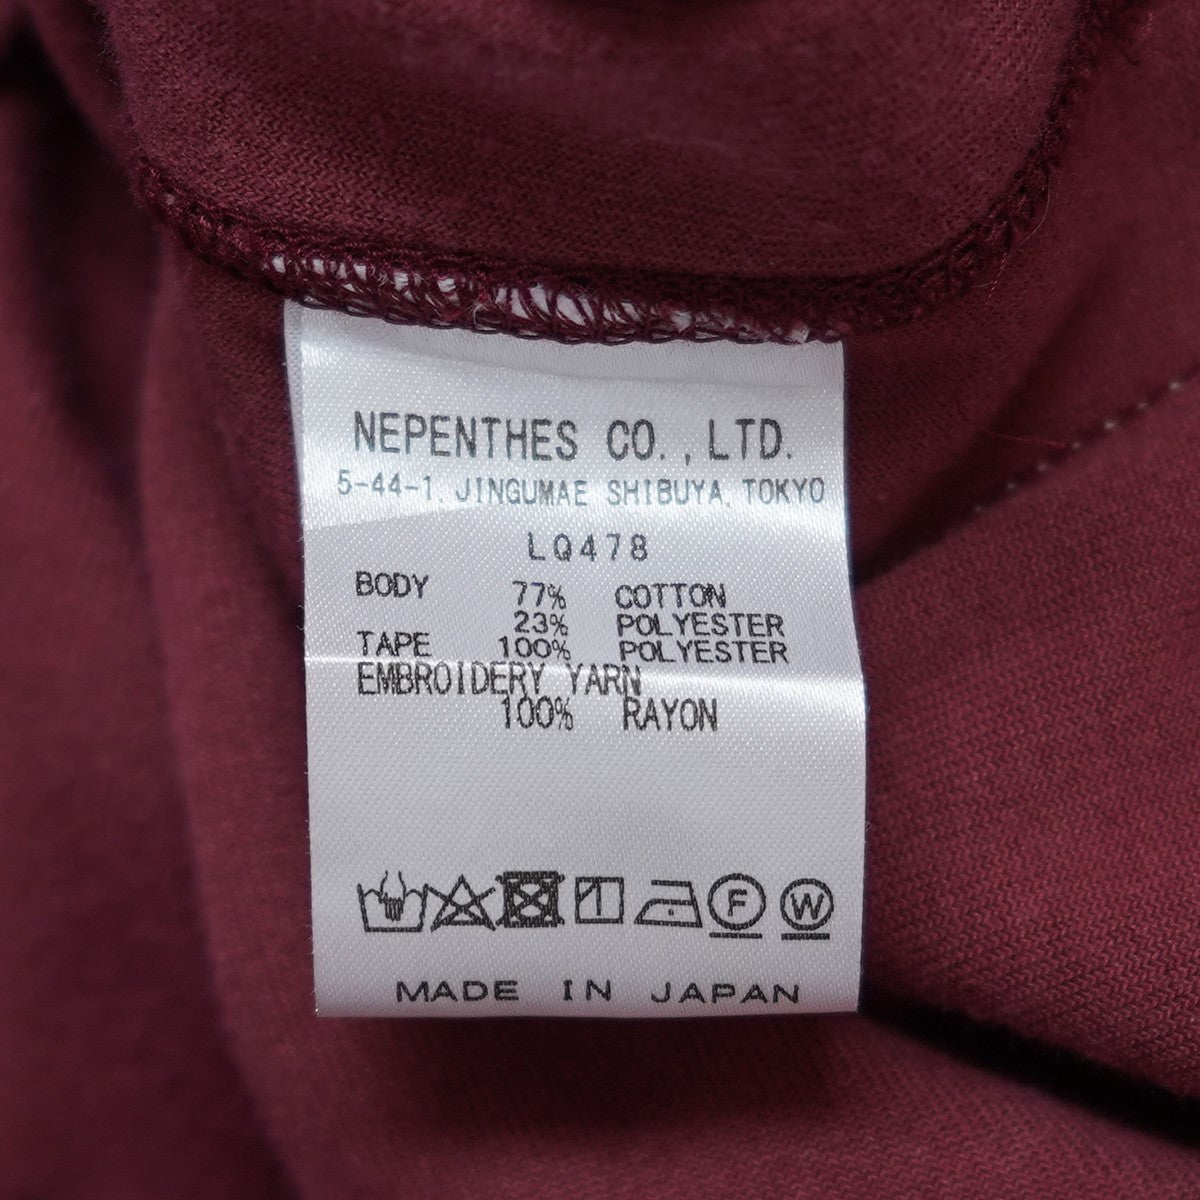 NEPENTHES CO., LTD.
5-44-1, JINGUMAE SHIBUYA, TOKYO
LQ478
BODY 77% COTTON
23% POLYESTER
TAPE 100% POLYESTER
EMBROIDERY YARN
100% RAYON
F W
MADE IN JAPAN